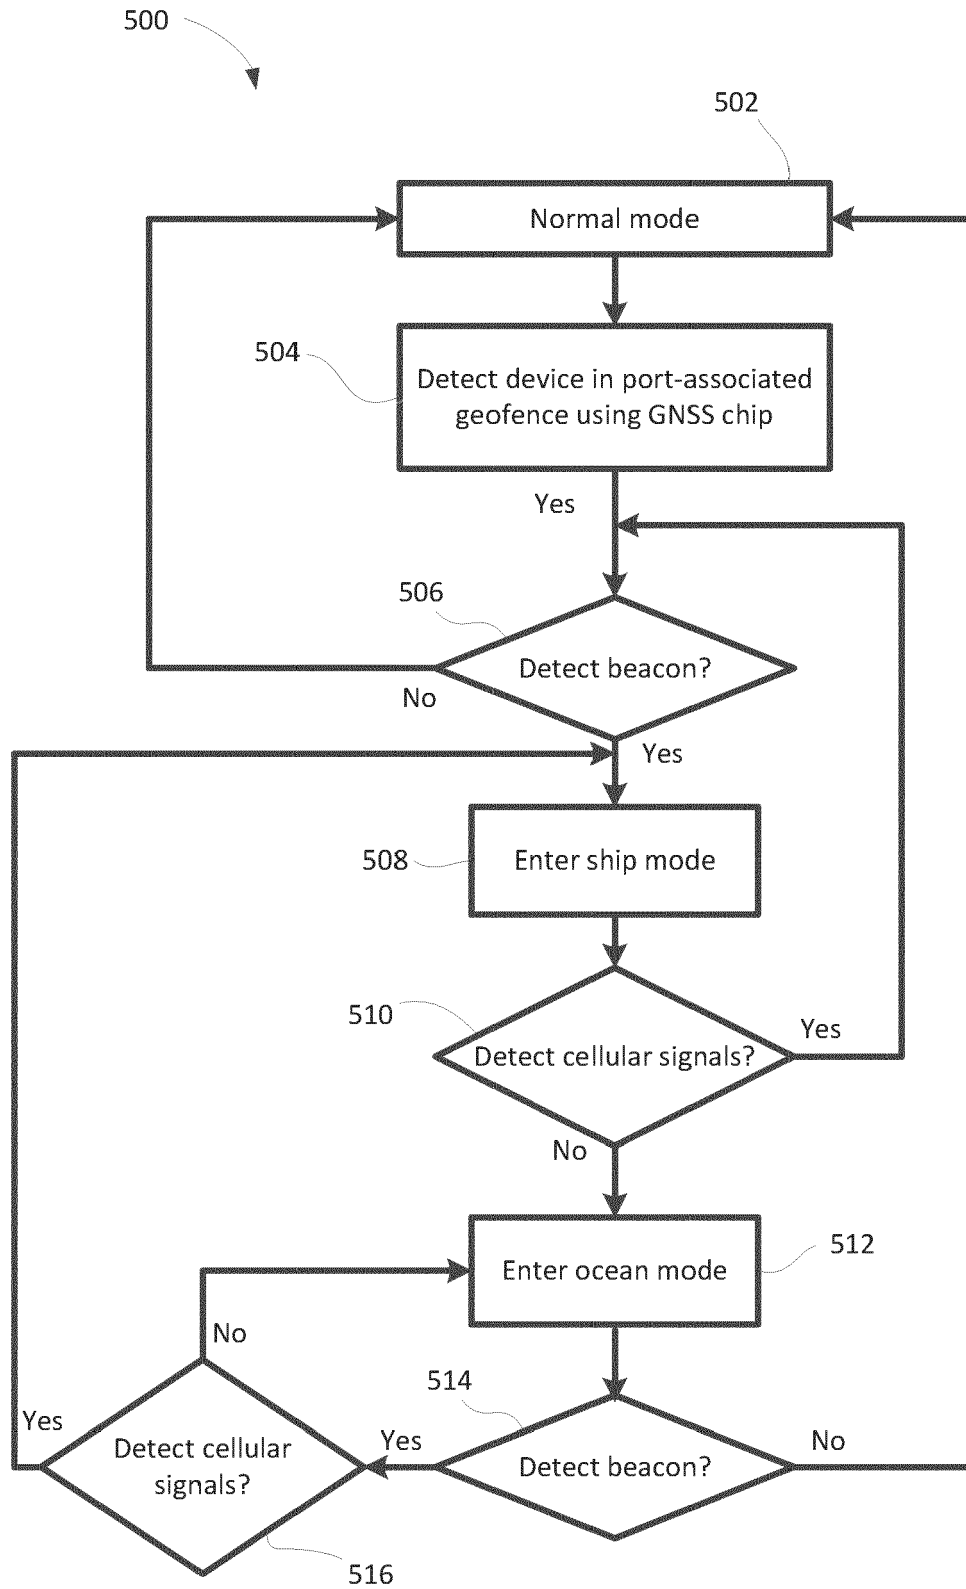 500
502
Normal mode
504
Detect device in port-associated
geofence using GNSS chip
Yes
506
Detect beacon?
No
Yes
508
Enter ship mode
510
Yes
Detect cellular signals?
No
512
Enter ocean mode
No
514
Yes
Yes
No
Detect cellular
signals?
Detect beacon?
516